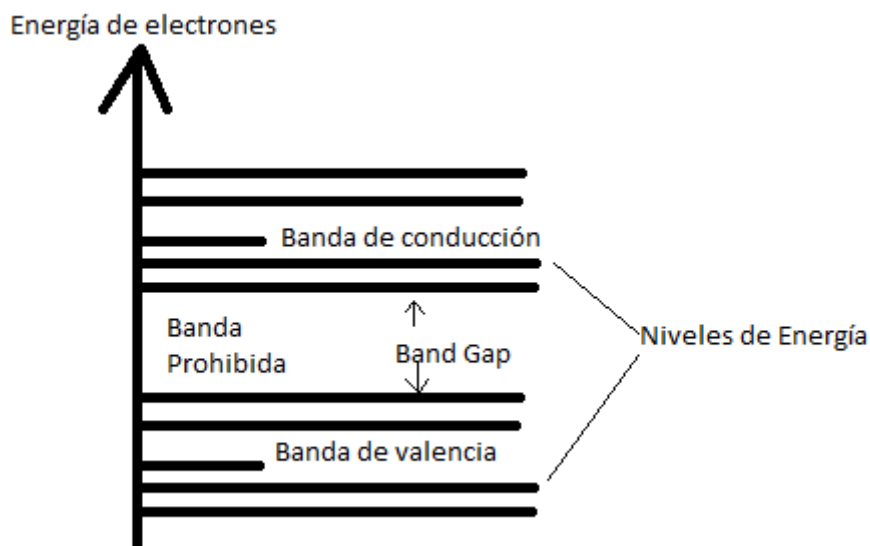 Energía de electrones
Banda de conducción
Banda
Prohibida
Band Gap
Niveles de Energía
Banda de valencia